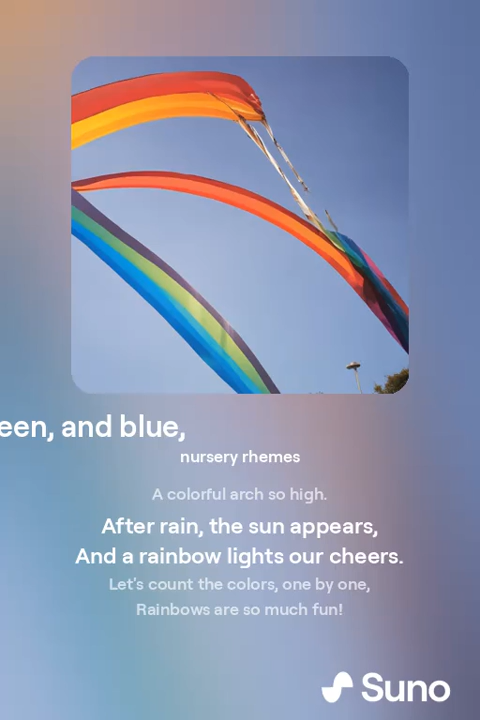 een, and blue,
nursery rhemes
A colorful arch so high.
After rain, the sun appears,
And a rainbow lights our cheers.
Let's count the colors, one by one,
Rainbows are so much fun!
Suno